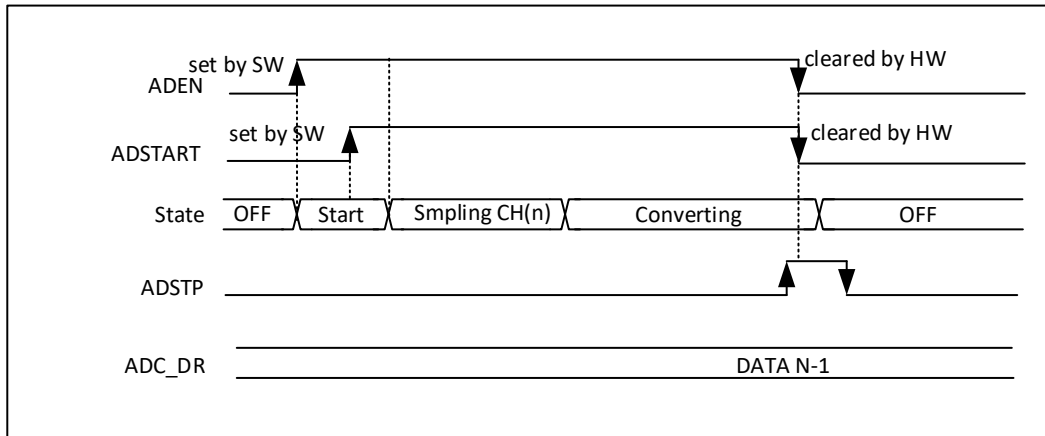 set by SW
cleared by HW
ADEN
set by SW
cleared by HW
ADSTART
State
OFF
Start
Smpling CH(n)
Converting
OFF
ADSTP
ADC_DR
DATA N-1